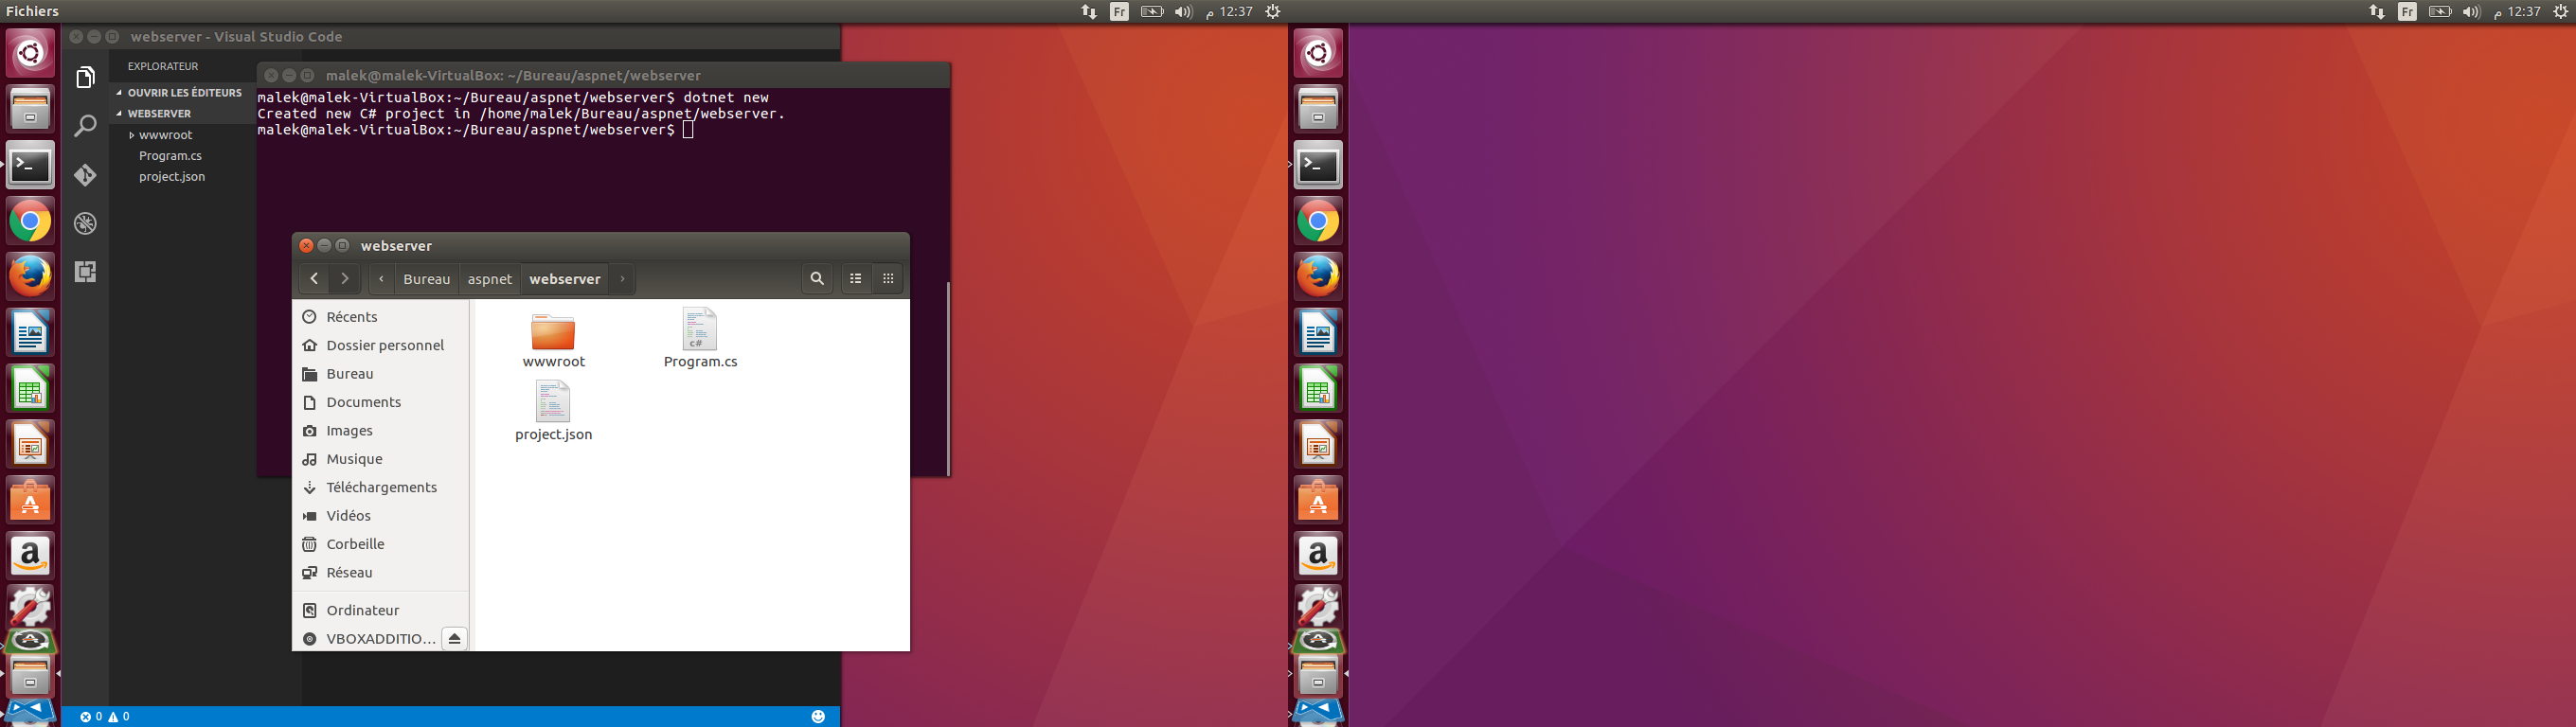 Fichiers
Fr
م 12:37
Fr
م 12:37
webserver - Visual Studio Code
EXPLORATEUR
OUVRIR LES ÉDITEURS
WEBSERVER
wwwroot
Program.cs
project.json
malek@malek-VirtualBox: ~/Bureau/aspnet/webserver
malek@malek-VirtualBox:~/Bureau/aspnet/webserver$ dotnet new
Created new C# project in /home/malek/Bureau/aspnet/webserver.
malek@malek-VirtualBox:~/Bureau/aspnet/webserver$
webserver
Bureau
aspnet
webserver
Récents
Dossier personnel
Bureau
Documents
Images
Musique
Téléchargements
Vidéos
Corbeille
Réseau
Ordinateur
VBOXADDITIO...
wwwroot
c#
Program.cs
project.json
0
0